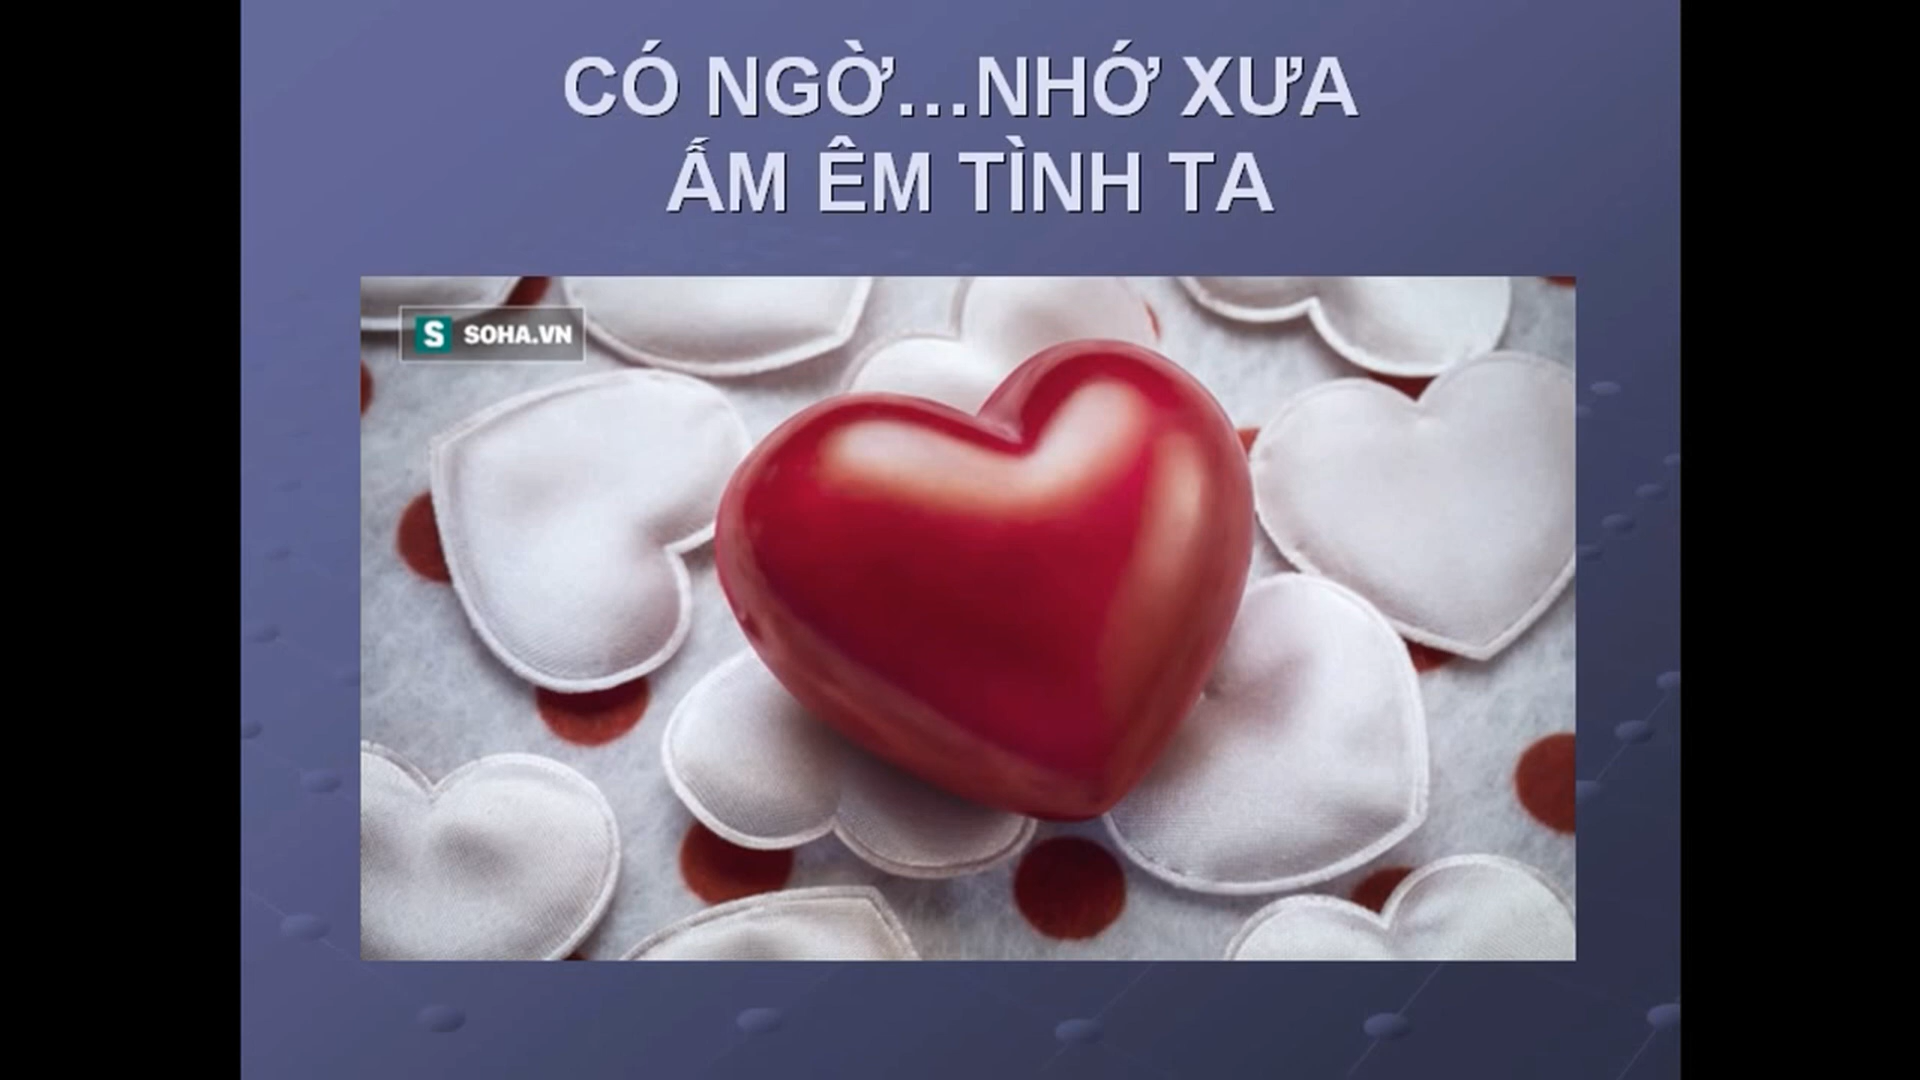 CÓ NGỜ...NHỚ XƯA
ẤM ÊM TÌNH TA
S SOHA.VN